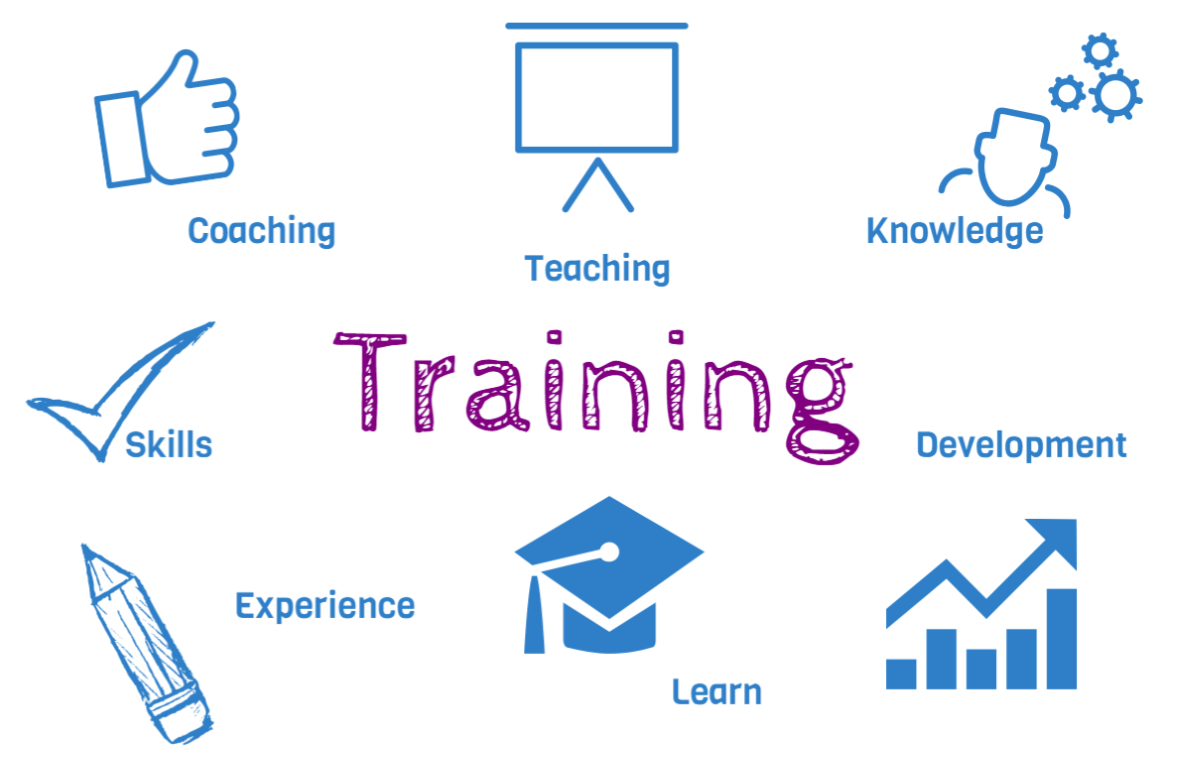 Coaching
Teaching
Knowledge
Training
Skills
Development
Experience
Learn